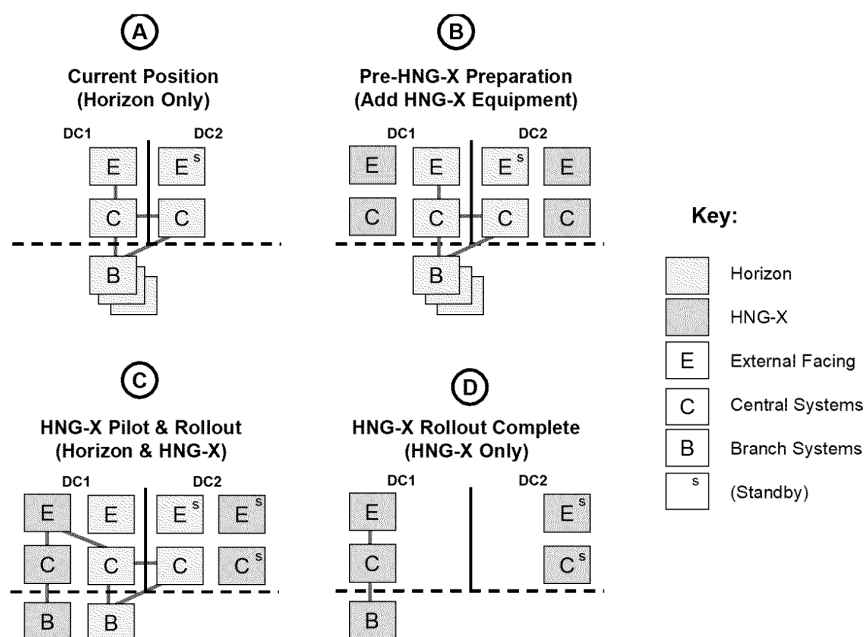 A
Current Position
(Horizon Only)
DC1 DC2
E E S
C C
B
B
Pre-HNG-X Preparation
(Add HNG-X Equipment)
DC1 DC2
E E E S E
C C C C
B
C
HNG-X Pilot & Rollout
(Horizon & HNG-X)
DC1 DC2
E E E S E S
C C C C S
B B
D
HNG-X Rollout Complete
(HNG-X Only)
DC1 DC2
E E S
C C S
B
Key:
Horizon
HNG-X
E External Facing
C Central Systems
B Branch Systems
S (Standby)